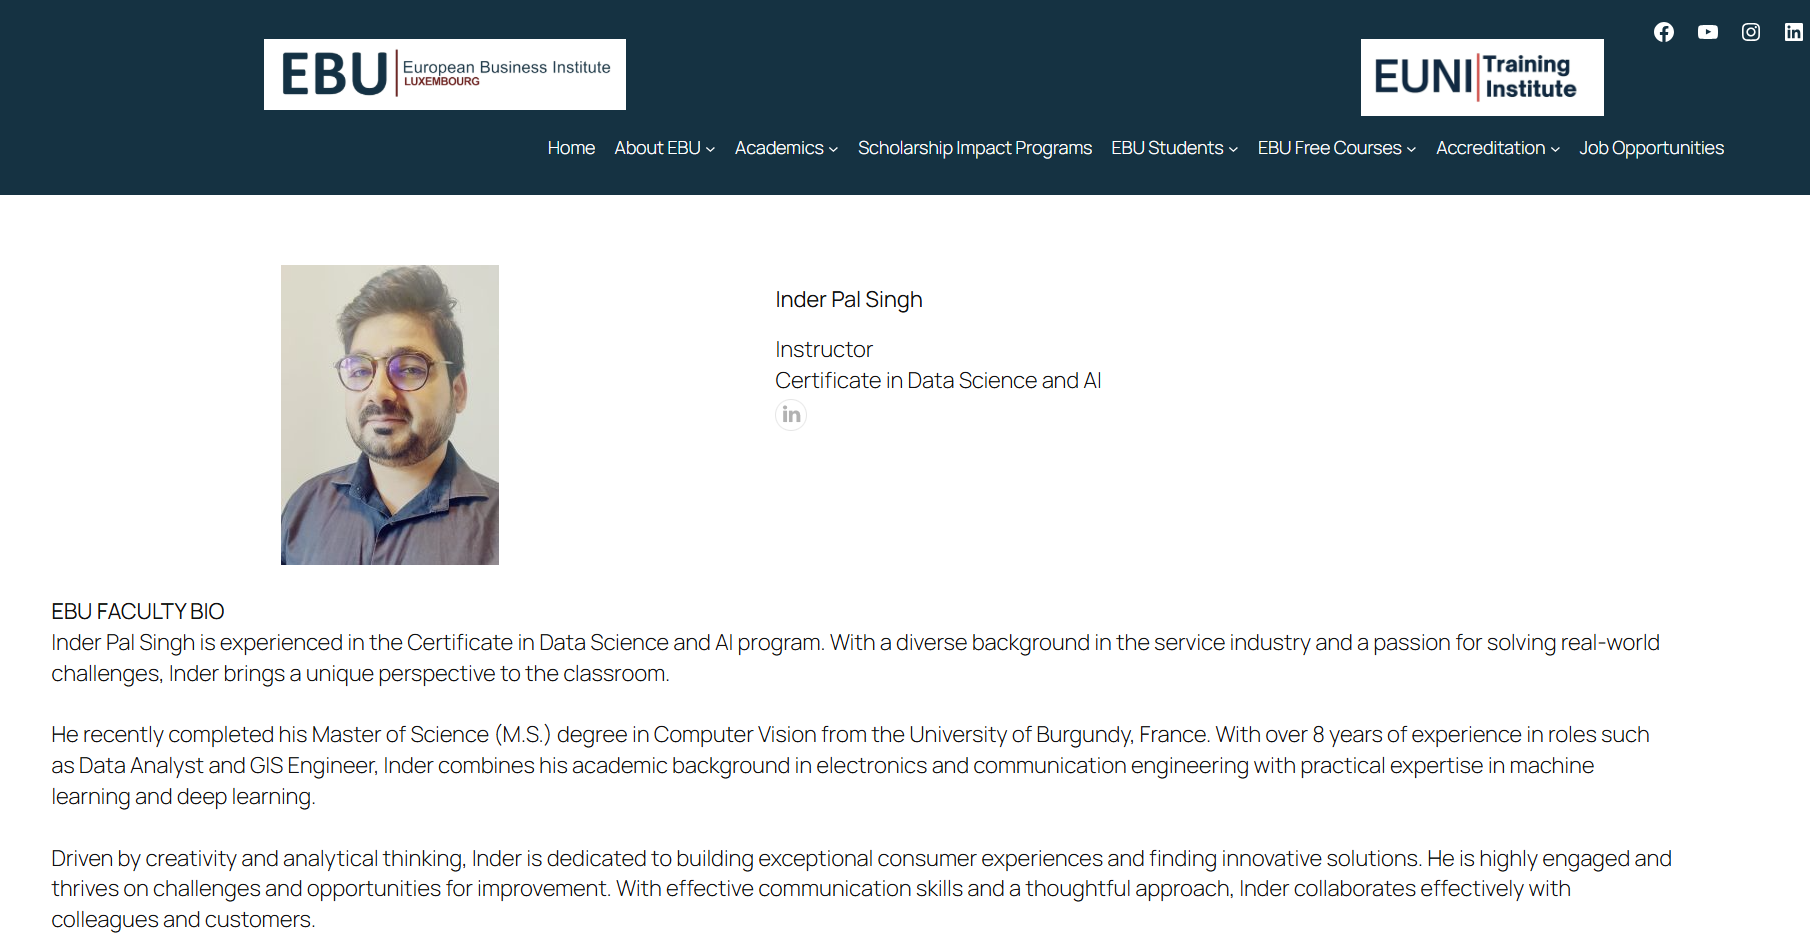 EBU European Business Institute
LUXEMBOURG
EUNI Training
Institute
Home About EBU Academics Scholarship Impact Programs EBU Students EBU Free Courses Accreditation Job Opportunities
Inder Pal Singh
Instructor
Certificate in Data Science and AI
in
EBU FACULTY BIO
Inder Pal Singh is experienced in the Certificate in Data Science and AI program. With a diverse background in the service industry and a passion for solving real-world
challenges, Inder brings a unique perspective to the classroom.
He recently completed his Master of Science (M.S.) degree in Computer Vision from the University of Burgundy, France. With over 8 years of experience in roles such
as Data Analyst and GIS Engineer, Inder combines his academic background in electronics and communication engineering with practical expertise in machine
learning and deep learning.
Driven by creativity and analytical thinking, Inder is dedicated to building exceptional consumer experiences and finding innovative solutions. He is highly engaged and
thrives on challenges and opportunities for improvement. With effective communication skills and a thoughtful approach, Inder collaborates effectively with
colleagues and customers.